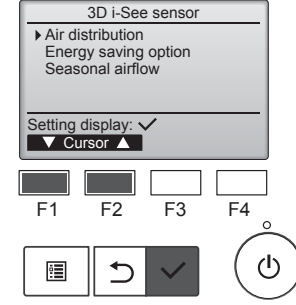 3D i-See sensor
Air distribution
Energy saving option
Seasonal airflow
Setting display: ✓
▼ Cursor ▲
F1 F2 F3 F4